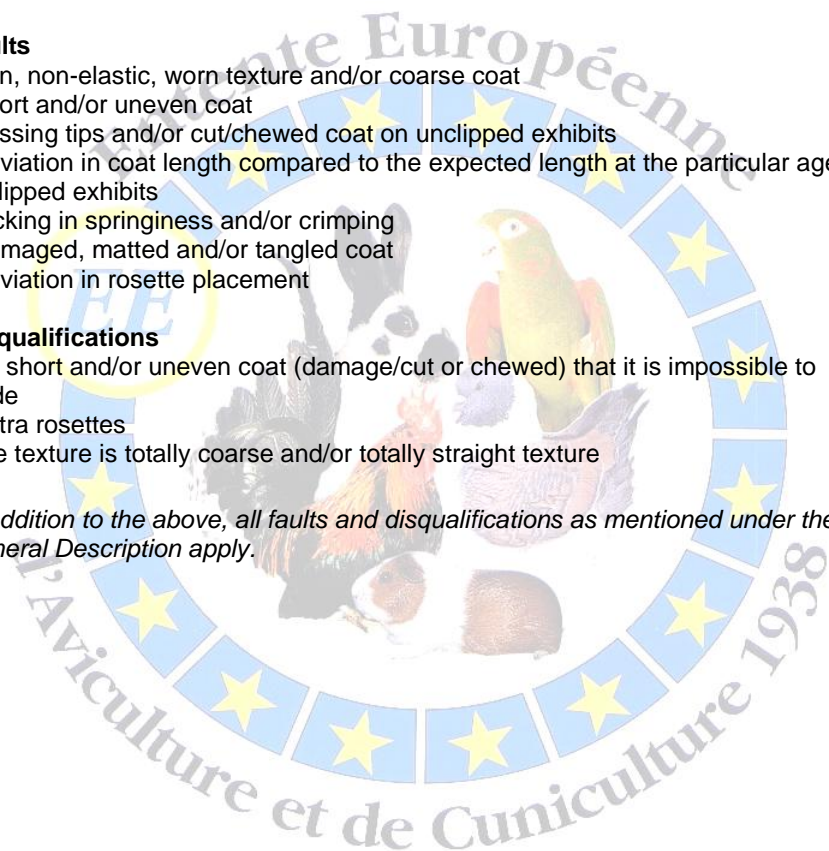 ults
n, non-elastic, worn texture and/or coarse coat
ort and/or uneven coat
ssing tips and/or cut/chewed coat on unclipped exhibits
viation in coat length compared to the expected length at the particular age
lipped exhibits
cking in springiness and/or crimping
maged, matted and/or tangled coat
viation in rosette placement
qualifications
short and/or uneven coat (damage/cut or chewed) that it is impossible to
de
tra rosettes
e texture is totally coarse and/or totally straight texture
addition to the above, all faults and disqualifications as mentioned under the
neral Description apply.
Entente Européenne
EE
d'Aviculture et de Cuniculture 1938